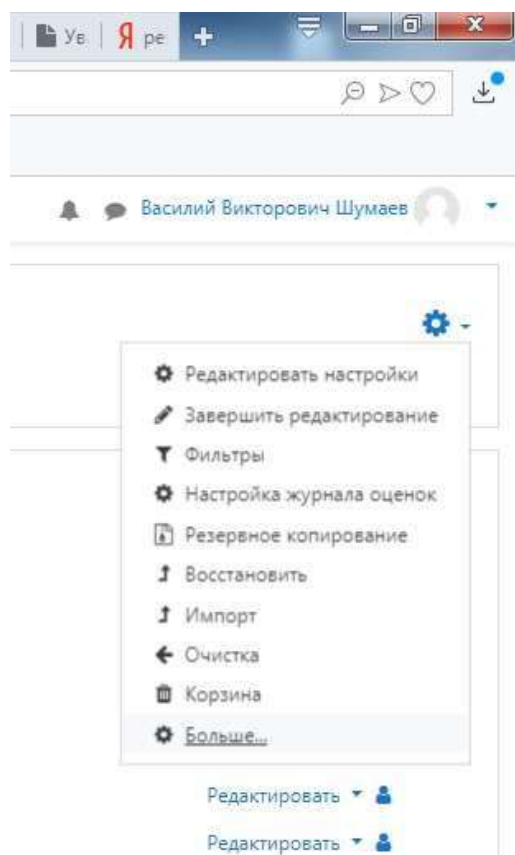 Ув Я ре
Василий Викторович Шумаев
Редактировать настройки
Завершить редактирование
Фильтры
Настройка журнала оценок
Резервное копирование
Восстановить
Импорт
Очистка
Корзина
Больше...
Редактировать
Редактировать